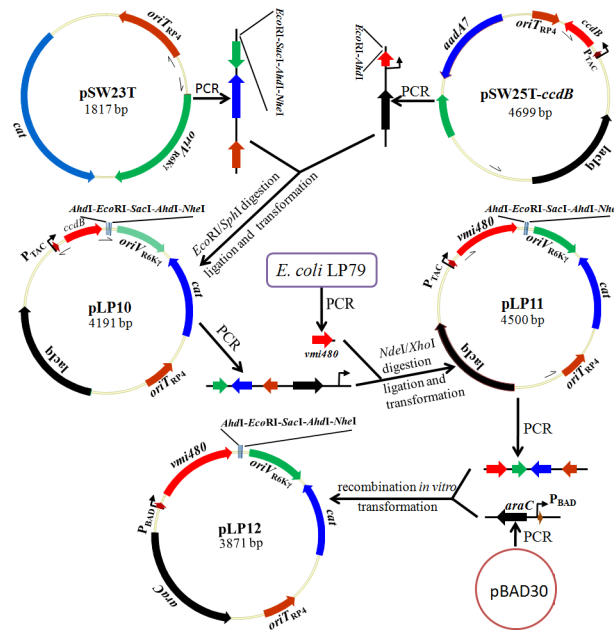 oriT RP4
pSW23T
1817 bp
cat
oriV R6Kγ
PCR
EcoRI-SacI-AhdI-NheI
EcoRI-AhdI
PCR
aadA7
oriT RP4
ccdB
P TAC
pSW25T-ccdB
4699 bp
lacIq
EcoRI/SphI digestion
ligation and transformation
AhdI-EcoRI-SacI-AhdI-NheI
P TAC
ccdB
oriV R6Kγ
cat
pLP10
4191 bp
lacIq
oriT RP4
E. coli LP79
PCR
vmi480
PCR
NdeI/XhoI
digestion
ligation and
transformation
AhdI-EcoRI-SacI-AhdI-NheI
vmi480
P TAC
oriV R6Kγ
cat
pLP11
4500 bp
lacIq
oriT RP4
PCR
AhdI-EcoRI-SacI-AhdI-NheI
vmi480
P BAD
oriV R6Kγ
cat
pLP12
3871 bp
araC
oriT RP4
recombination in vitro
transformation
araC
P BAD
PCR
pBAD30